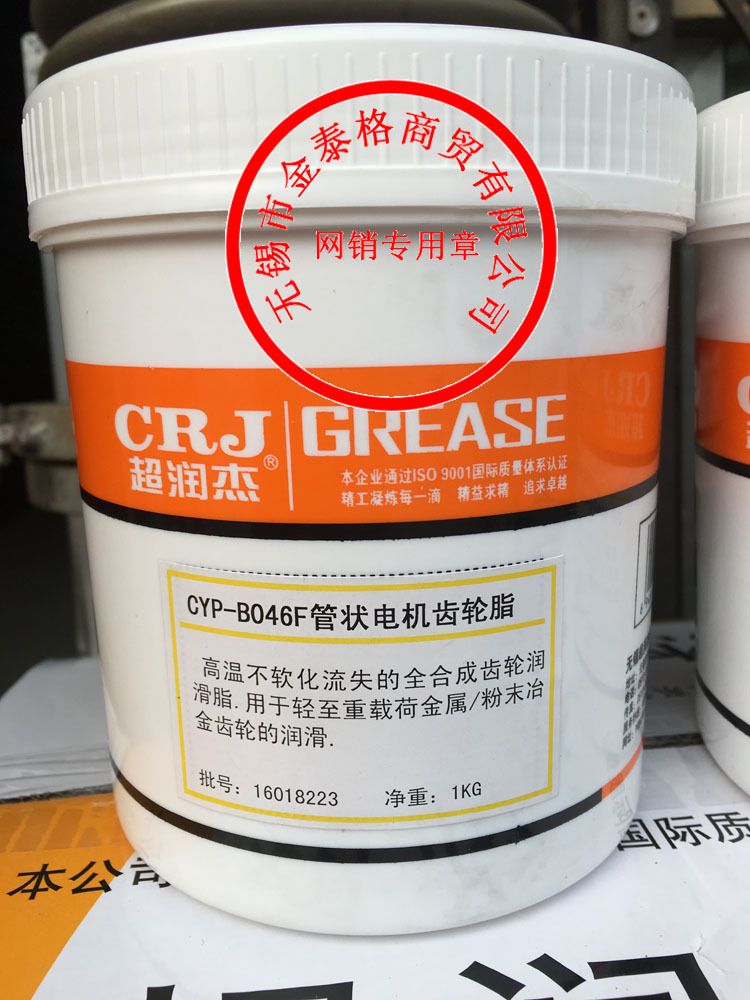 无锡市金泰格商贸有限公司
网销专用章
CRJ
超润杰®
GREASE
本企业通过ISO 9001国际质量体系认证
精工凝炼每一滴 精益求精 追求卓越
CYP-B046F管状电机齿轮脂
高温不软化流失的全合成齿轮润
滑脂.用于轻至重载荷金属/粉末冶
金齿轮的润滑.
批号：16018223 净重：1KG
CRJ
超润杰
本公司
国际质